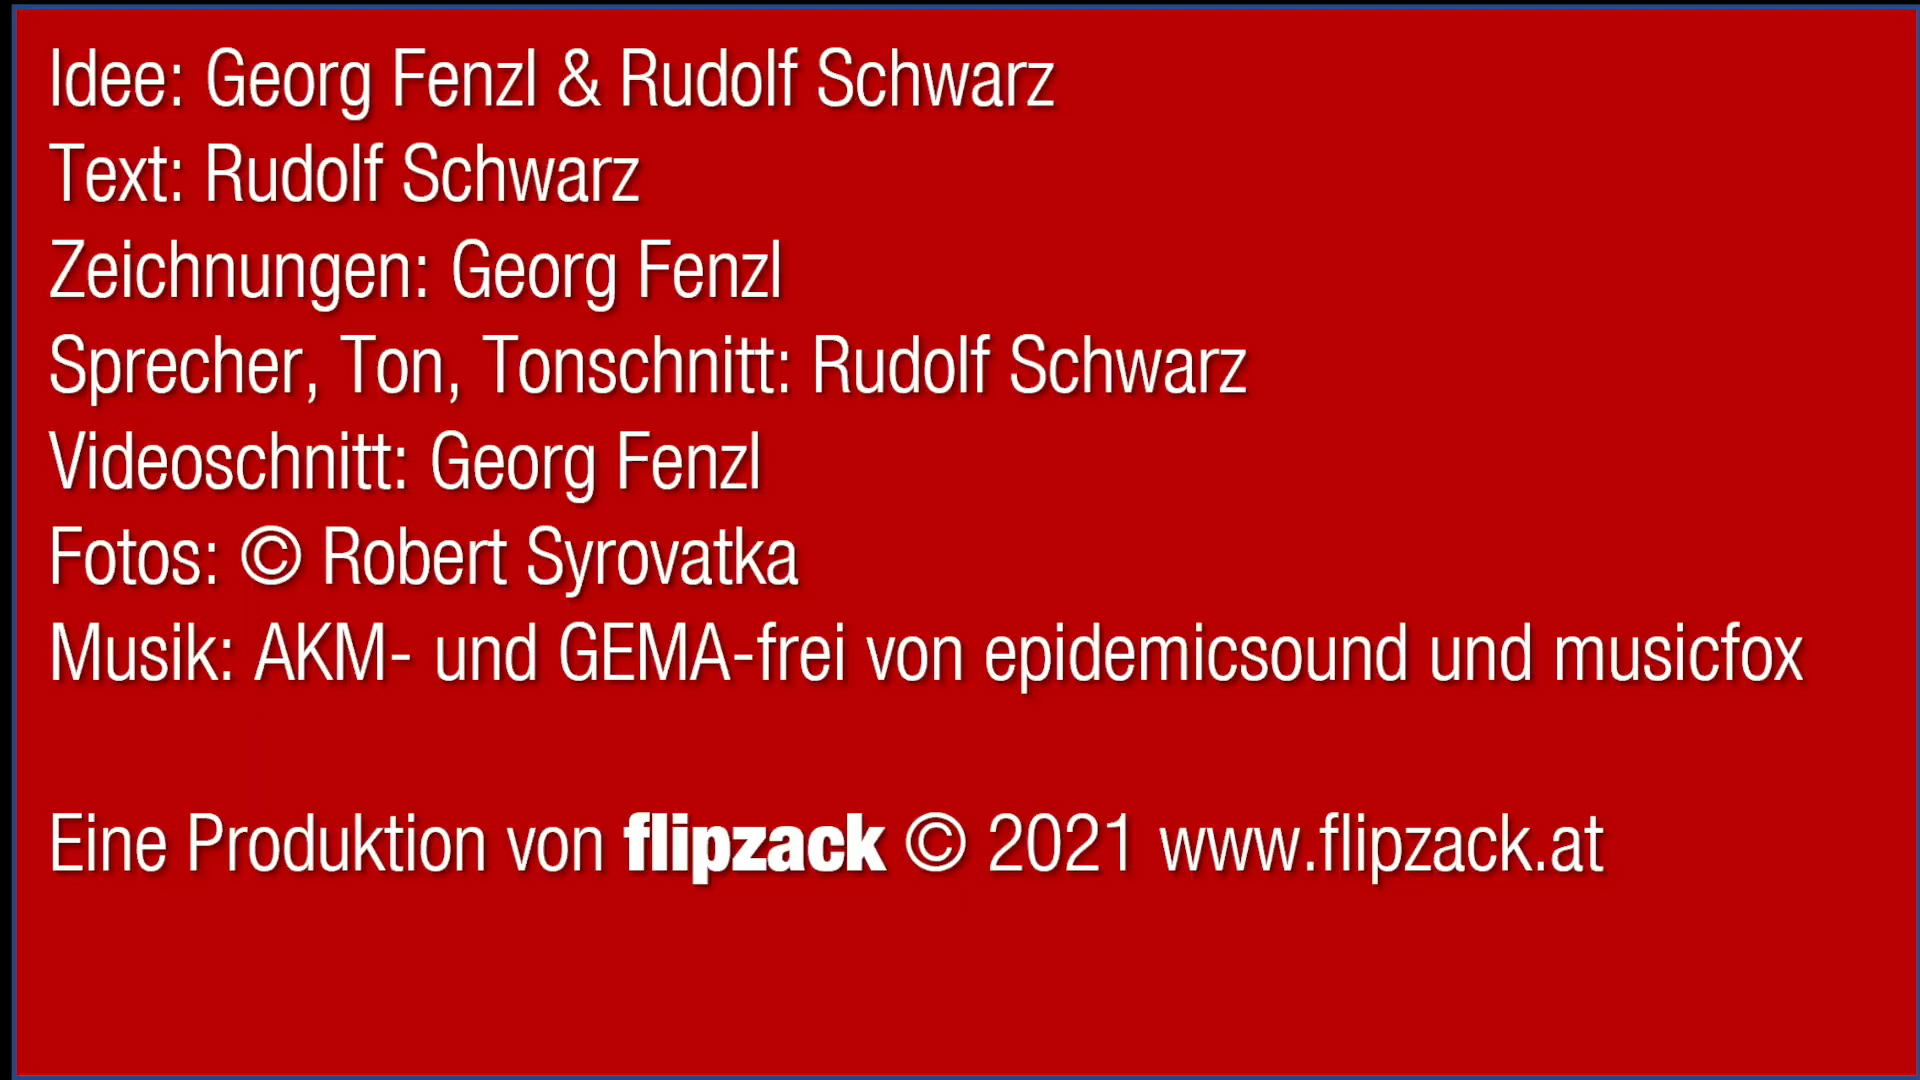 Idee: Georg Fenzl & Rudolf Schwarz
Text: Rudolf Schwarz
Zeichnungen: Georg Fenzl
Sprecher, Ton, Tonschnitt: Rudolf Schwarz
Videoschnitt: Georg Fenzl
Fotos: © Robert Syrovatka
Musik: AKM- und GEMA-frei von epidemicsound und musicfox
Eine Produktion von flipzack © 2021 www.flipzack.at